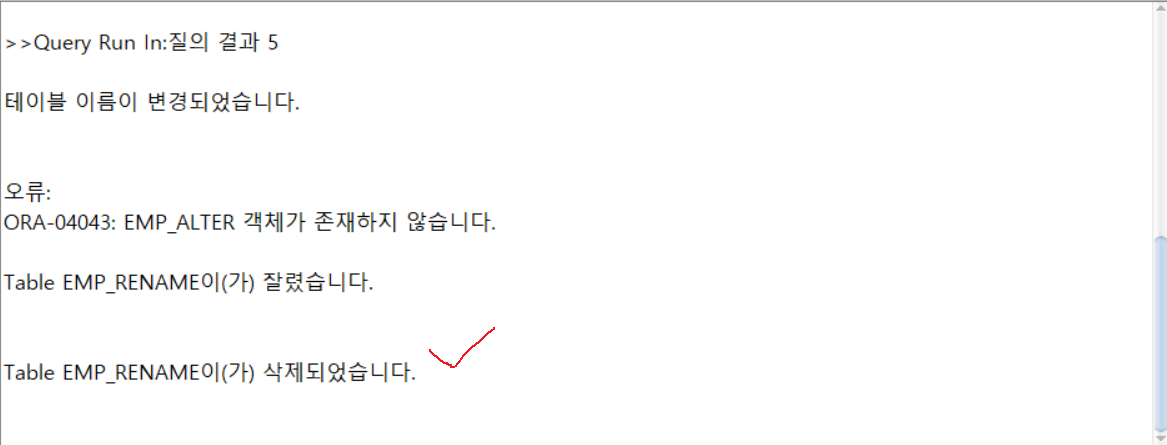 >>Query Run In:질의 결과 5
테이블 이름이 변경되었습니다.
오류:
ORA-04043: EMP_ALTER 객체가 존재하지 않습니다.
Table EMP_RENAME이(가) 잘렸습니다.
Table EMP_RENAME이(가) 삭제되었습니다.